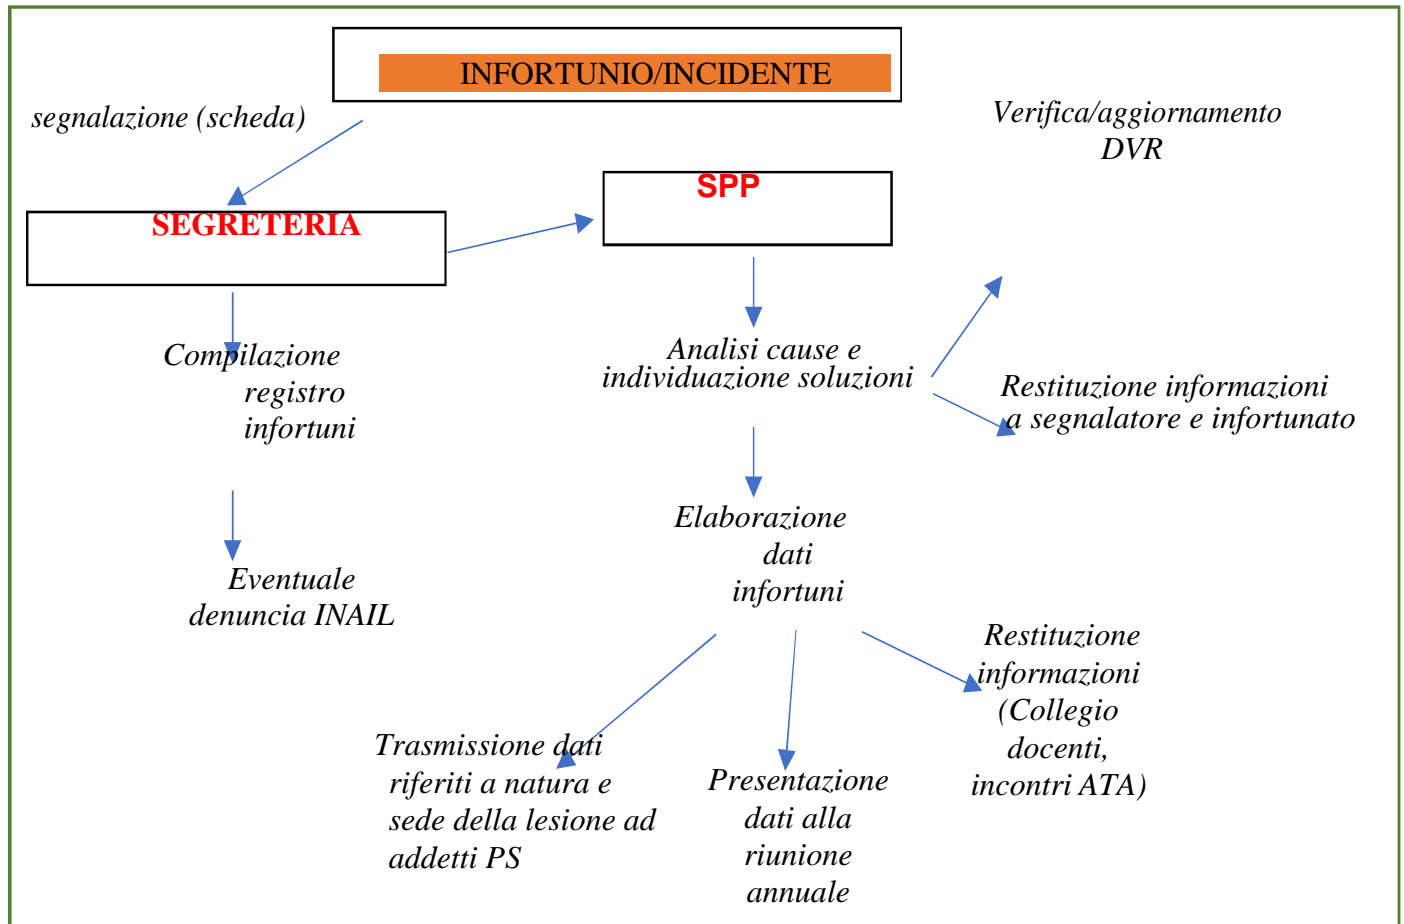 INFORTUNIO/INCIDENTE
segnalazione (scheda)
Verifica/aggiornamento
DVR
SPP
SEGRETERIA
Compilazione
registro
infortuni
Analisi cause e
individuazione soluzioni
Restituzione informazioni
a segnalatore e infortunato
Elaborazione
dati
infortuni
Eventuale
denuncia INAIL
Restituzione
informazioni
(Collegio
docenti,
incontri ATA)
Trasmissione dati
riferiti a natura e
sede della lesione ad
addetti PS
Presentazione
dati alla
riunione
annuale